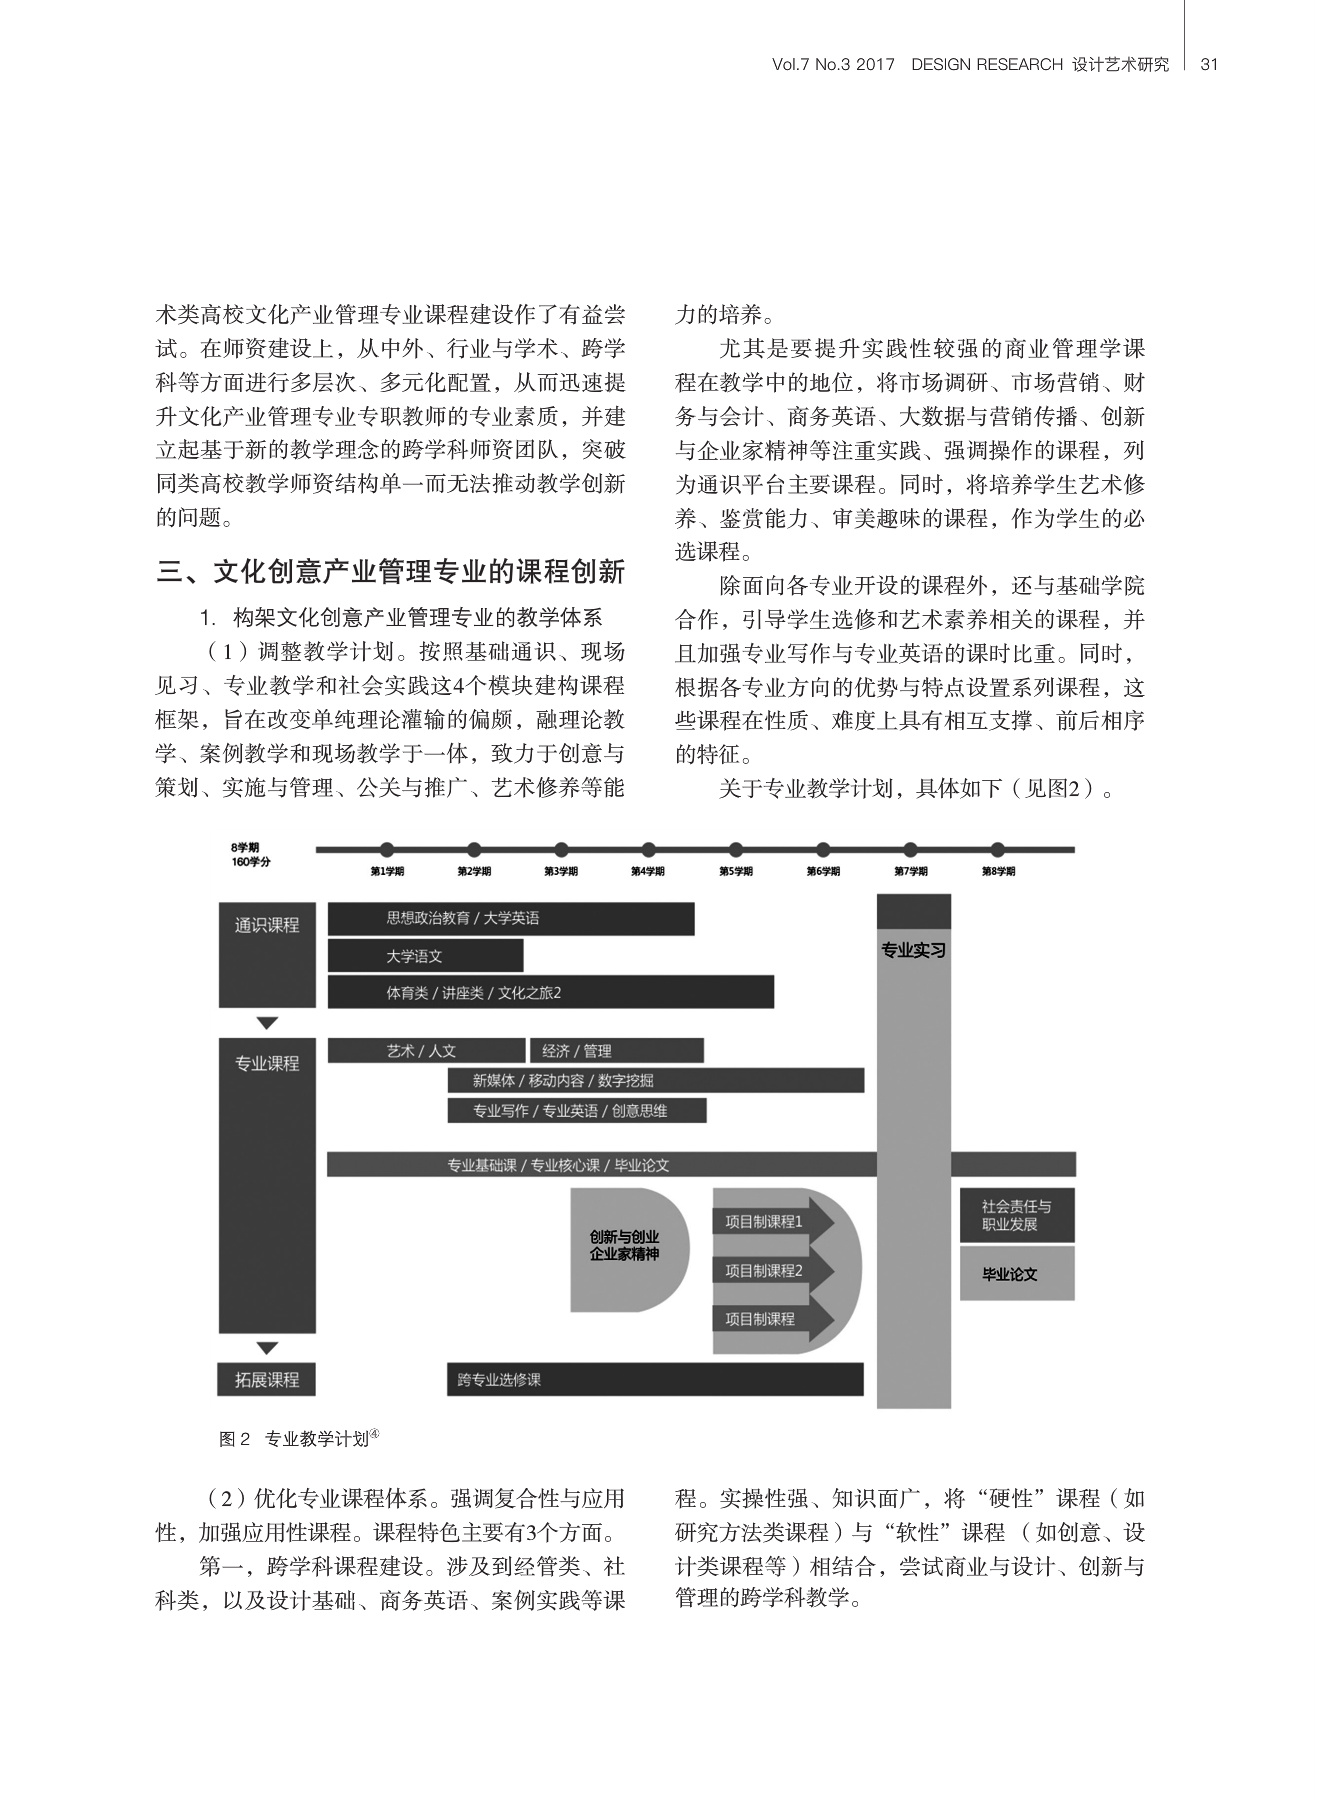 Vol.7 No.3 2017 DESIGN RESEARCH 设计艺术研究 31
术类高校文化产业管理专业课程建设作了有益尝
试。在师资建设上，从中外、行业与学术、跨学
科等方面进行多层次、多元化配置，从而迅速提
升文化产业管理专业专职教师的专业素质，并建
立起基于新的教学理念的跨学科师资团队，突破
同类高校教学师资结构单一而无法推动教学创新
的问题。
三、文化创意产业管理专业的课程创新
1. 构架文化创意产业管理专业的教学体系
（1）调整教学计划。按照基础通识、现场
见习、专业教学和社会实践这4个模块建构课程
框架，旨在改变单纯理论灌输的偏颇，融理论教
学、案例教学和现场教学于一体，致力于创意与
策划、实施与管理、公关与推广、艺术修养等能
力的培养。
尤其是要提升实践性较强的商业管理学课
程在教学中的地位，将市场调研、市场营销、财
务与会计、商务英语、大数据与营销传播、创新
与企业家精神等注重实践、强调操作的课程，列
为通识平台主要课程。同时，将培养学生艺术修
养、鉴赏能力、审美趣味的课程，作为学生的必
选课程。
除面向各专业开设的课程外，还与基础学院
合作，引导学生选修和艺术素养相关的课程，并
且加强专业写作与专业英语的课时比重。同时，
根据各专业方向的优势与特点设置系列课程，这
些课程在性质、难度上具有相互支撑、前后相序
的特征。
关于专业教学计划，具体如下（见图2）。
8学期
160学分
第1学期
第2学期
第3学期
第4学期
第5学期
第6学期
第7学期
第8学期
通识课程
思想政治教育 / 大学英语
大学语文
体育类 / 讲座类 / 文化之旅2
专业实习
专业课程
艺术 / 人文
经济 / 管理
新媒体 / 移动内容 / 数字挖掘
专业写作 / 专业英语 / 创意思维
专业基础课 / 专业核心课 / 毕业论文
创新与创业
企业家精神
项目制课程1
项目制课程2
项目制课程
社会责任与
职业发展
毕业论文
拓展课程
跨专业选修课
图 2 专业教学计划④
（2）优化专业课程体系。强调复合性与应用
性，加强应用性课程。课程特色主要有3个方面。
第一，跨学科课程建设。涉及到经管类、社
科类，以及设计基础、商务英语、案例实践等课
程。实操性强、知识面广，将“硬性”课程（如
研究方法类课程）与“软性”课程 （如创意、设
计类课程等）相结合，尝试商业与设计、创新与
管理的跨学科教学。